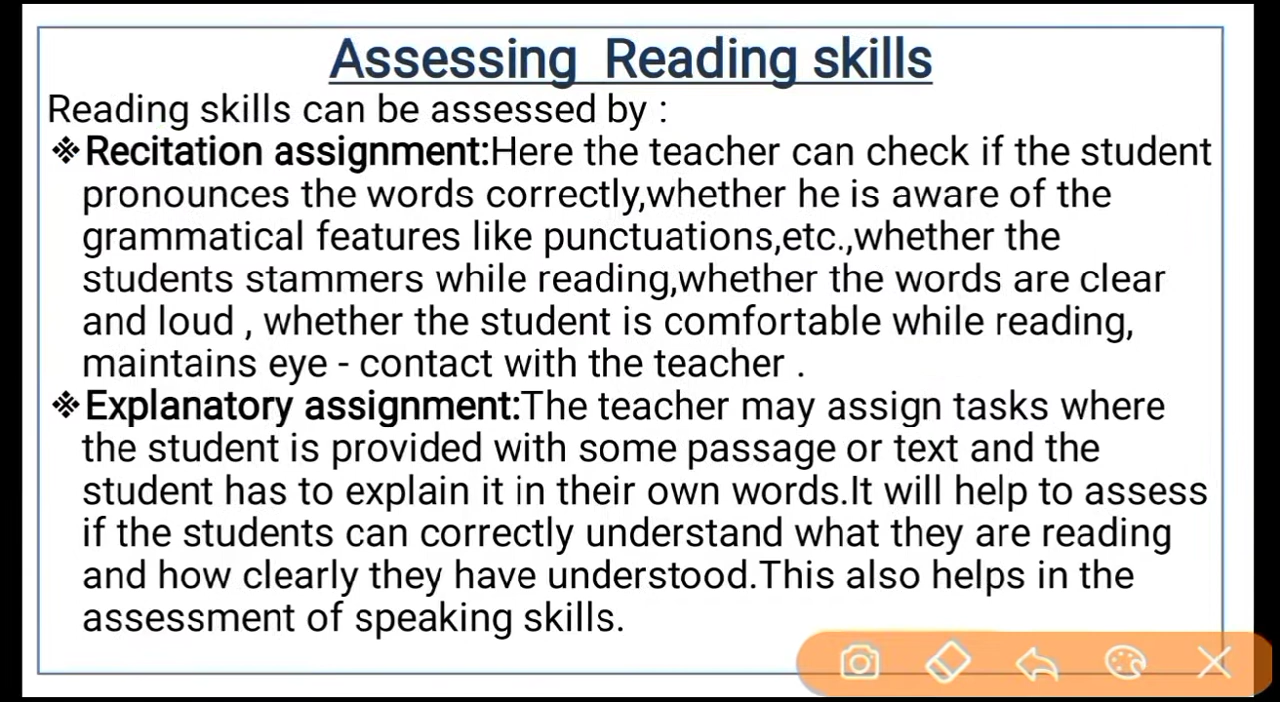 Assessing Reading skills
Reading skills can be assessed by :
❖Recitation assignment:Here the teacher can check if the student
pronounces the words correctly,whether he is aware of the
grammatical features like punctuations,etc.,whether the
students stammers while reading,whether the words are clear
and loud , whether the student is comfortable while reading,
maintains eye - contact with the teacher .
❖Explanatory assignment:The teacher may assign tasks where
the student is provided with some passage or text and the
student has to explain it in their own words.It will help to assess
if the students can correctly understand what they are reading
and how clearly they have understood.This also helps in the
assessment of speaking skills.